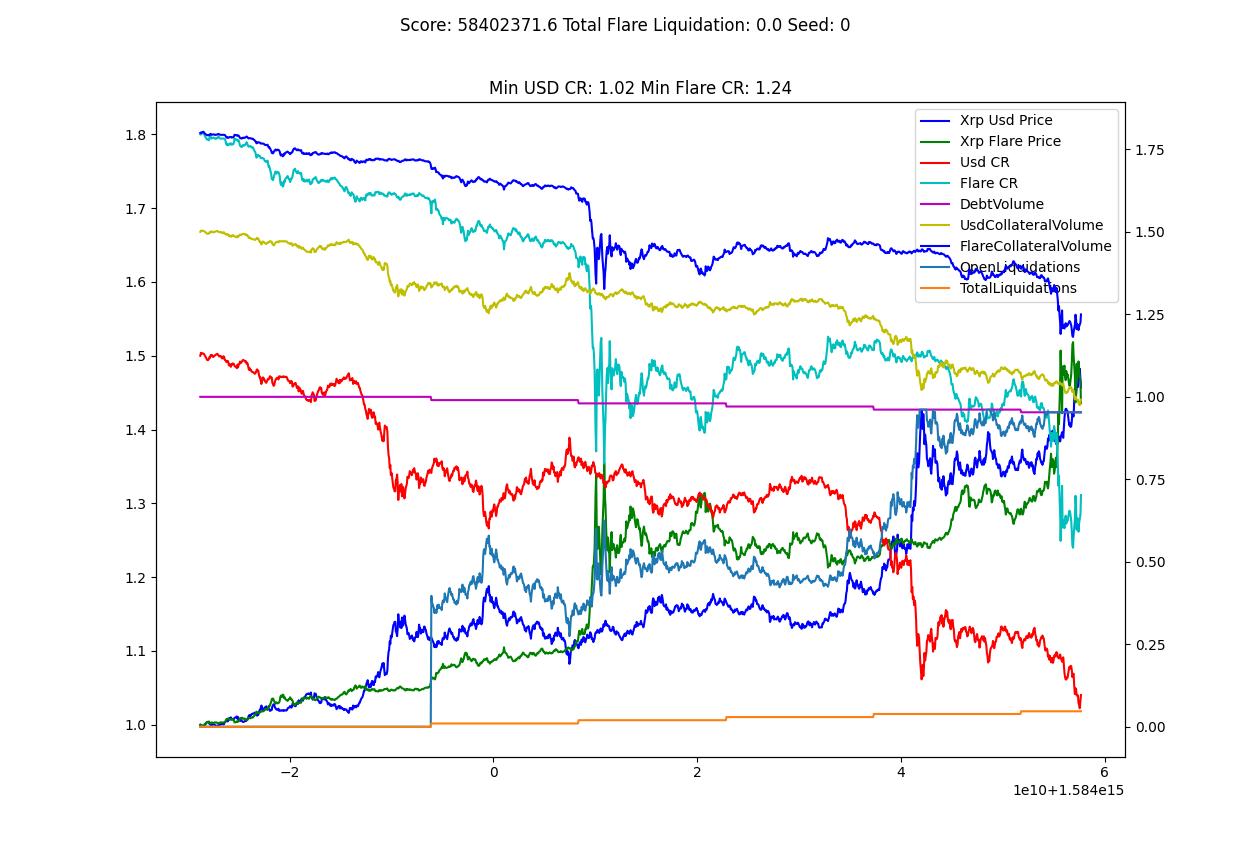 Score: 58402371.6 Total Flare Liquidation: 0.0 Seed: 0
Min USD CR: 1.02 Min Flare CR: 1.24
Xrp Usd Price
Xrp Flare Price
Usd CR
Flare CR
DebtVolume
UsdCollateralVolume
FlareCollateralVolume
OpenLiquidations
TotalLiquidations
1.8
1.7
1.6
1.5
1.4
1.3
1.2
1.1
1.0
1.75
1.50
1.25
1.00
0.75
0.50
0.25
0.00
−2
0
2
4
6
1e10+1.584e15